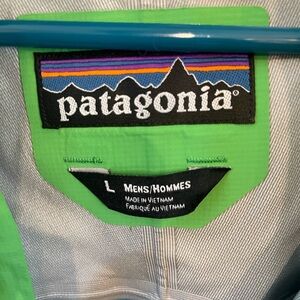 patagonia®
L MENS/HOMMES
MADE IN VIETNAM
FABRIQUÉ AU VIETNAM